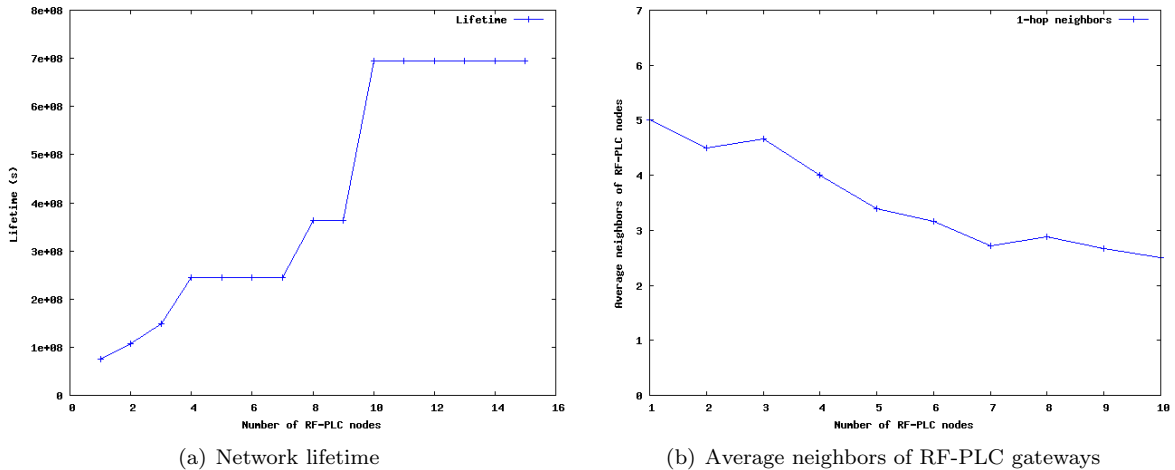 8e+08
7e+08
6e+08
5e+08
4e+08
3e+08
2e+08
1e+08
0
Lifetime (s)
Lifetime
0 2 4 6 8 10 12 14 16
Number of RF-PLC nodes
(a) Network lifetime
7
6
5
4
3
2
1
0
Average neighbors of RF-PLC nodes
1-hop neighbors
1 2 3 4 5 6 7 8 9 10
Number of RF-PLC nodes
(b) Average neighbors of RF-PLC gateways